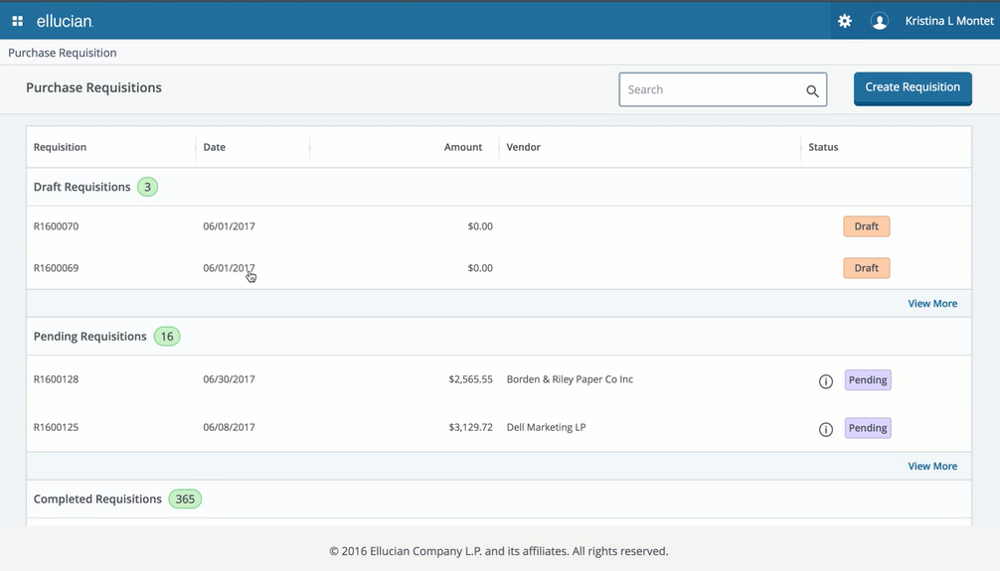 ellucian
Kristina L Montet
Purchase Requisition
Purchase Requisitions
Search
Create Requisition
Requisition Date Amount Vendor Status
Draft Requisitions 3
R1600070 06/01/2017 $0.00 Draft
R1600069 06/01/2017 $0.00 Draft
View More
Pending Requisitions 16
R1600128 06/30/2017 $2,565.55 Borden & Riley Paper Co Inc Pending
R1600125 06/08/2017 $3,129.72 Dell Marketing LP Pending
View More
Completed Requisitions 365
© 2016 Ellucian Company L.P. and its affiliates. All rights reserved.